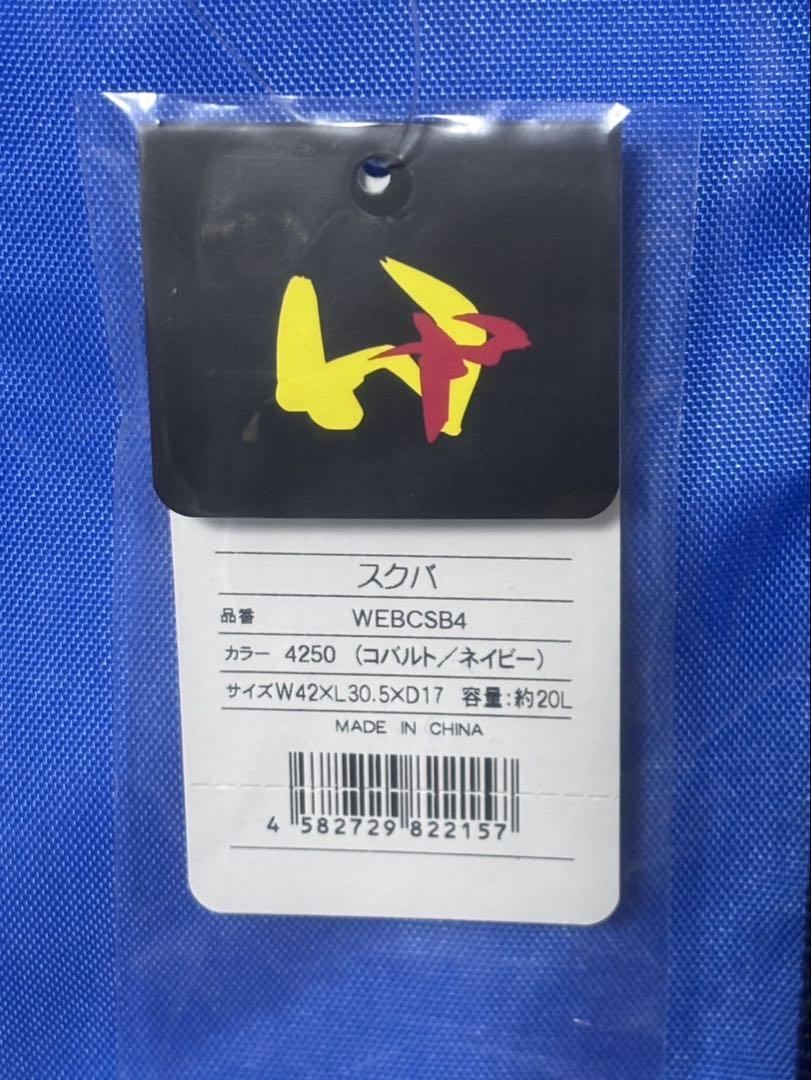 スクバ
品番 WEBCSB4
カラー 4250 (コバルト／ネイビー)
サイズW42×L30.5×D17 容量:約20L
MADE IN CHINA
4 582729 822157